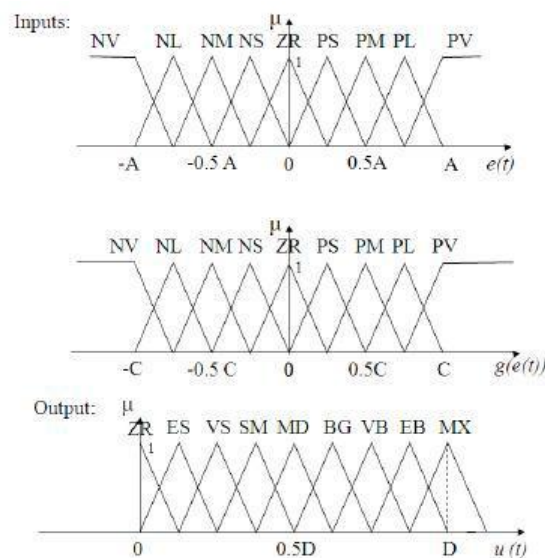 Inputs:
μ
NV NL NM NS ZR PS PM PL PV
1
-A -0.5 A 0 0.5A A e(t)
μ
NV NL NM NS ZR PS PM PL PV
1
-C -0.5 C 0 0.5C C g(e(t))
Output: μ
ZR ES VS SM MD BG VB EB MX
1
0 0.5D D u (t)